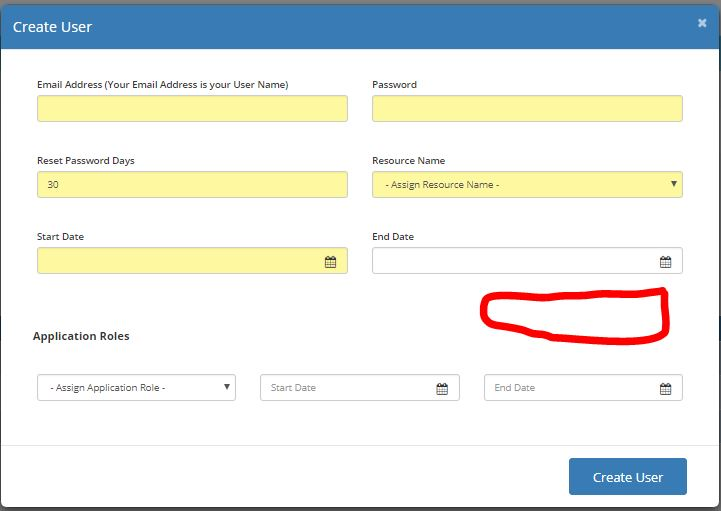 Create User
Email Address (Your Email Address is your User Name)
Password
Reset Password Days
Resource Name
30
- Assign Resource Name -
Start Date
End Date
Application Roles
- Assign Application Role -
Start Date
End Date
Create User